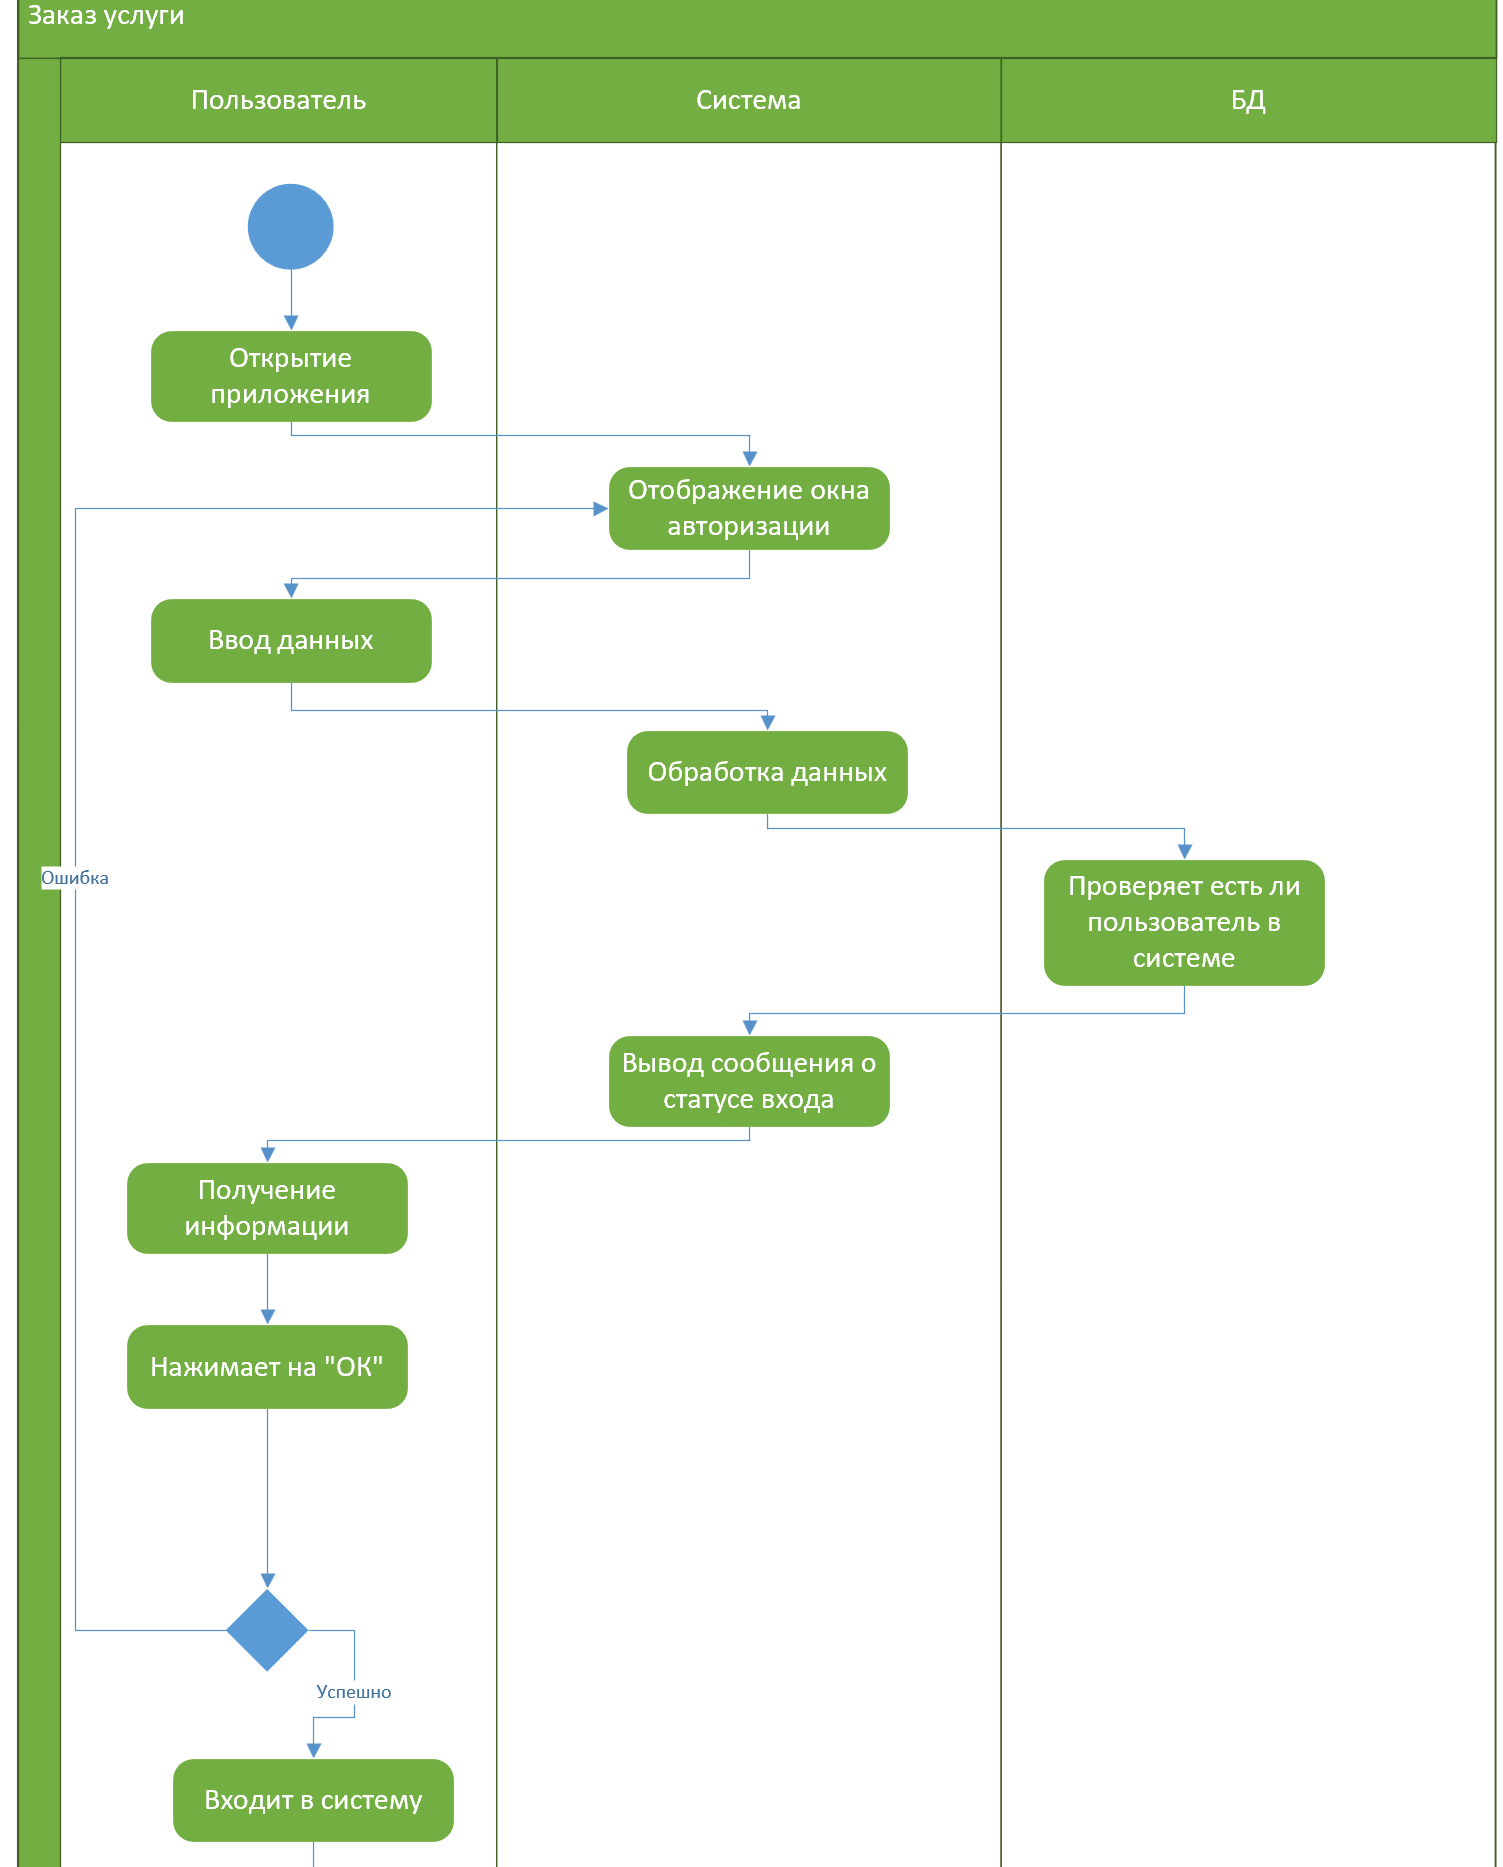 Заказ услуги
Пользователь
Система
БД
Открытие
приложения
Отображение окна
авторизации
Ввод данных
Обработка данных
Ошибка
Проверяет есть ли
пользователь в
системе
Вывод сообщения о
статусе входа
Получение
информации
Нажимает на "ОК"
Успешно
Входит в систему